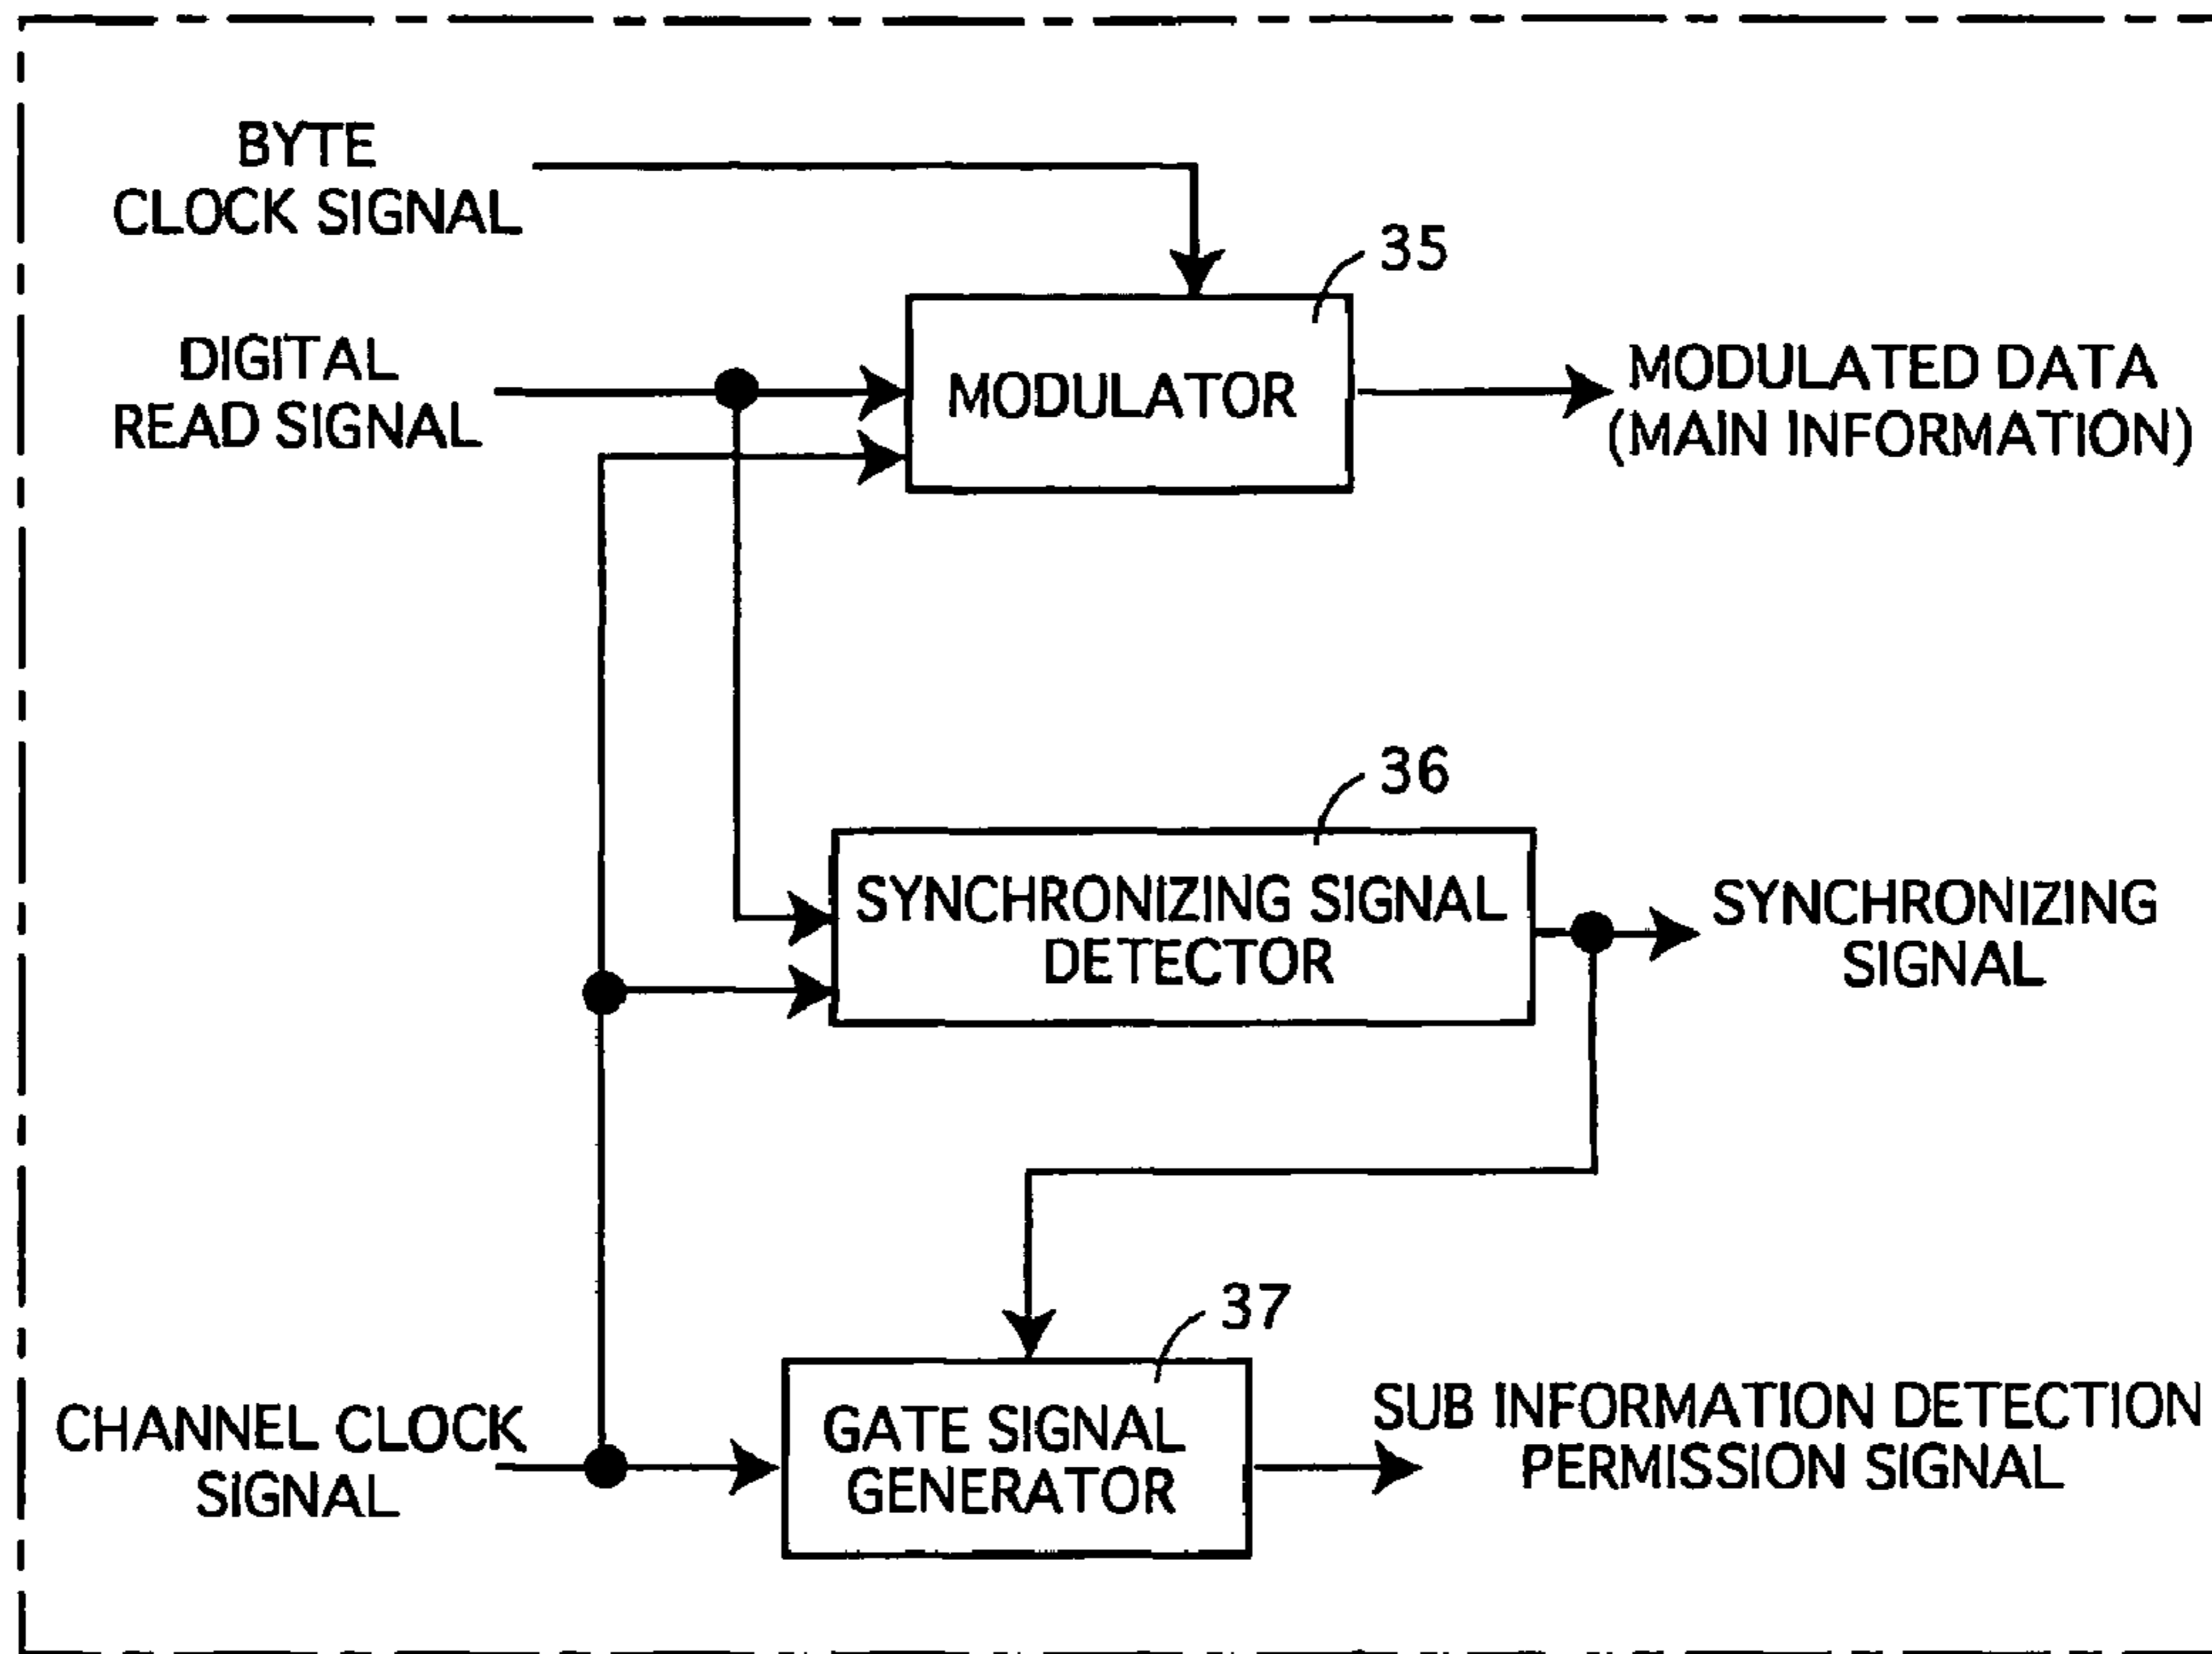 BYTE
CLOCK SIGNAL
35
DIGITAL
READ SIGNAL
MODULATOR
MODULATED DATA
(MAIN INFORMATION)
36
SYNCHRONIZING SIGNAL
DETECTOR
SYNCHRONIZING
SIGNAL
37
CHANNEL CLOCK
SIGNAL
GATE SIGNAL
GENERATOR
SUB INFORMATION DETECTION
PERMISSION SIGNAL